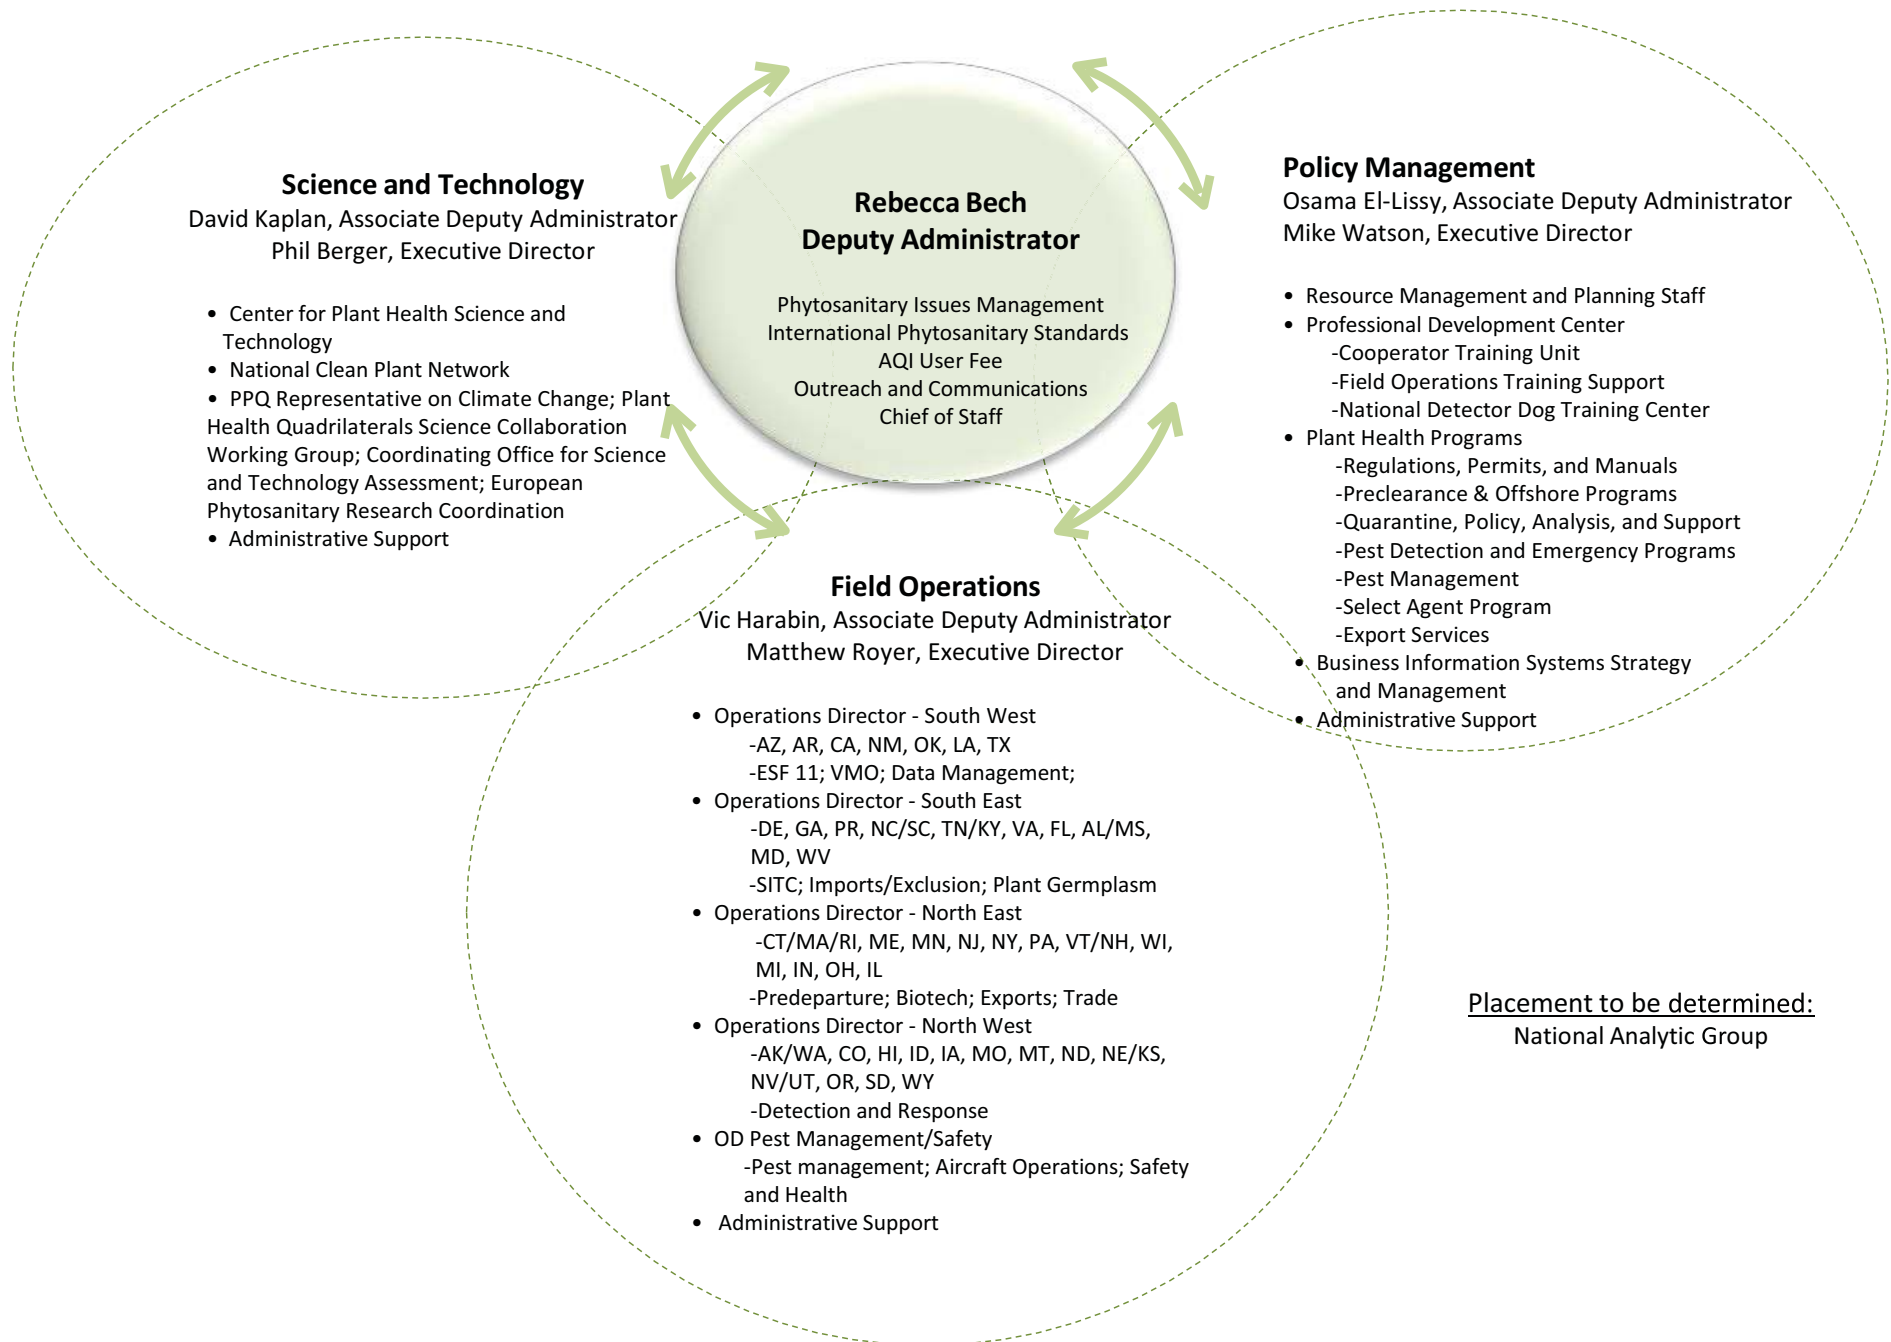 Science and Technology
David Kaplan, Associate Deputy Administrator
Phil Berger, Executive Director
• Center for Plant Health Science and
Technology
• National Clean Plant Network
• PPQ Representative on Climate Change; Plant
Health Quadrilaterals Science Collaboration
Working Group; Coordinating Office for Science
and Technology Assessment; European
Phytosanitary Research Coordination
• Administrative Support
Rebecca Bech
Deputy Administrator
Phytosanitary Issues Management
International Phytosanitary Standards
AQI User Fee
Outreach and Communications
Chief of Staff
Policy Management
Osama El-Lissy, Associate Deputy Administrator
Mike Watson, Executive Director
• Resource Management and Planning Staff
• Professional Development Center
-Cooperator Training Unit
-Field Operations Training Support
-National Detector Dog Training Center
• Plant Health Programs
-Regulations, Permits, and Manuals
-Preclearance & Offshore Programs
-Quarantine, Policy, Analysis, and Support
-Pest Detection and Emergency Programs
-Pest Management
-Select Agent Program
-Export Services
• Business Information Systems Strategy
and Management
• Administrative Support
Field Operations
Vic Harabin, Associate Deputy Administrator
Matthew Royer, Executive Director
• Operations Director - South West
-AZ, AR, CA, NM, OK, LA, TX
-ESF 11; VMO; Data Management;
• Operations Director - South East
-DE, GA, PR, NC/SC, TN/KY, VA, FL, AL/MS,
MD, WV
-SITC; Imports/Exclusion; Plant Germplasm
• Operations Director - North East
-CT/MA/RI, ME, MN, NJ, NY, PA, VT/NH, WI,
MI, IN, OH, IL
-Predeparture; Biotech; Exports; Trade
• Operations Director - North West
-AK/WA, CO, HI, ID, IA, MO, MT, ND, NE/KS,
NV/UT, OR, SD, WY
-Detection and Response
• OD Pest Management/Safety
-Pest management; Aircraft Operations; Safety
and Health
• Administrative Support
Placement to be determined:
National Analytic Group